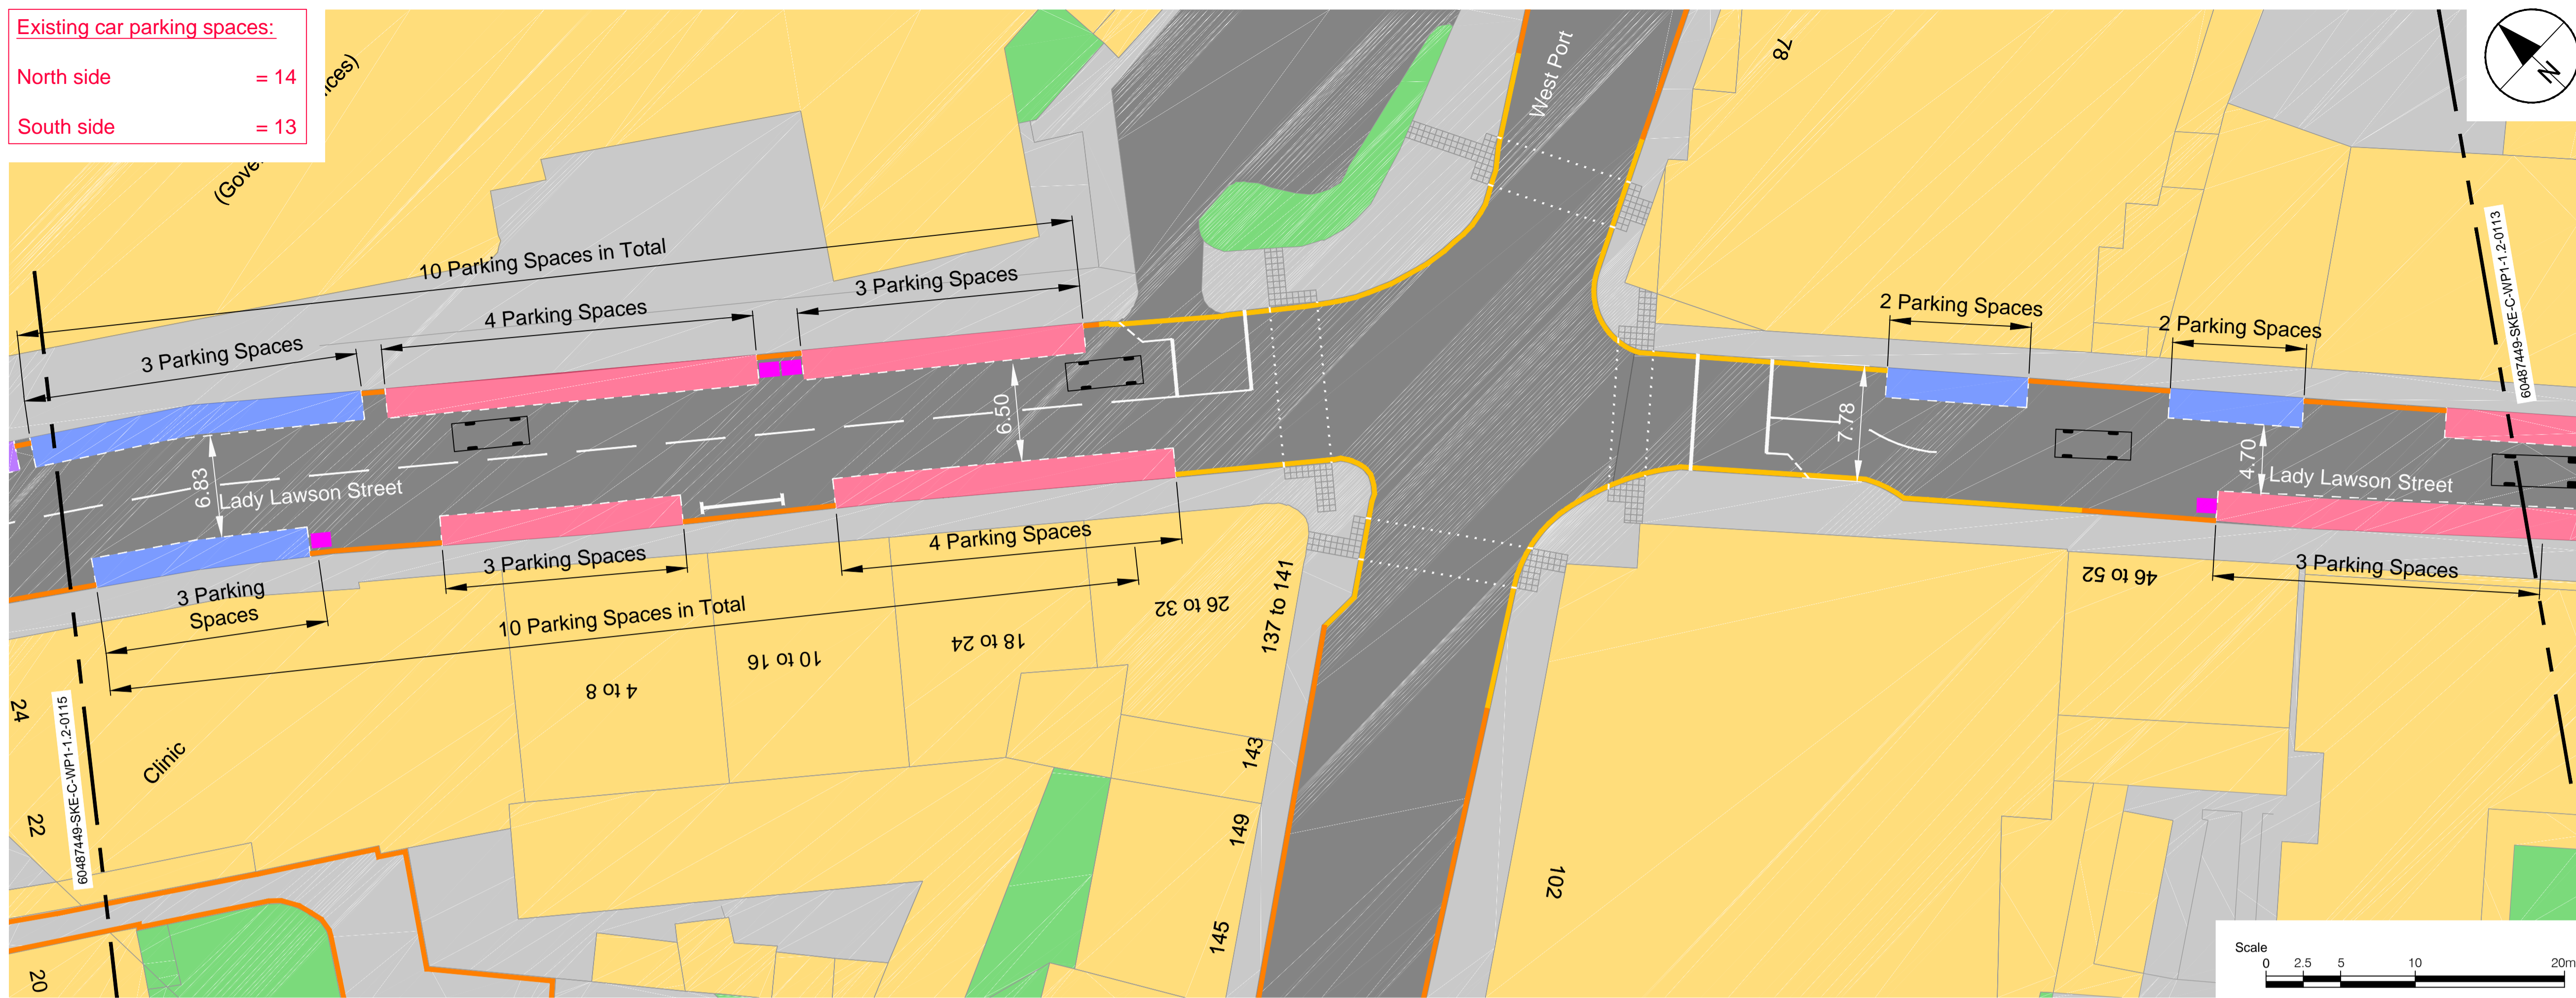 Existing car parking spaces:
North side = 14
South side = 13
(Gove
ices)
West Port
78
N
10 Parking Spaces in Total
4 Parking Spaces
3 Parking Spaces
3 Parking Spaces
2 Parking Spaces
2 Parking Spaces
60487449-SKE-C-WP1-1.2-0113
6.50
7.78
4.70
6.83
Lady Lawson Street
Lady Lawson Street
3 Parking
Spaces
3 Parking Spaces
4 Parking Spaces
10 Parking Spaces in Total
3 Parking Spaces
46 to 52
26 to 32
18 to 24
10 to 16
4 to 8
137 to 141
143
149
145
102
24
22
20
Clinic
60487449-SKE-C-WP1-1.2-0115
Scale
0 2.5 5 10 20m